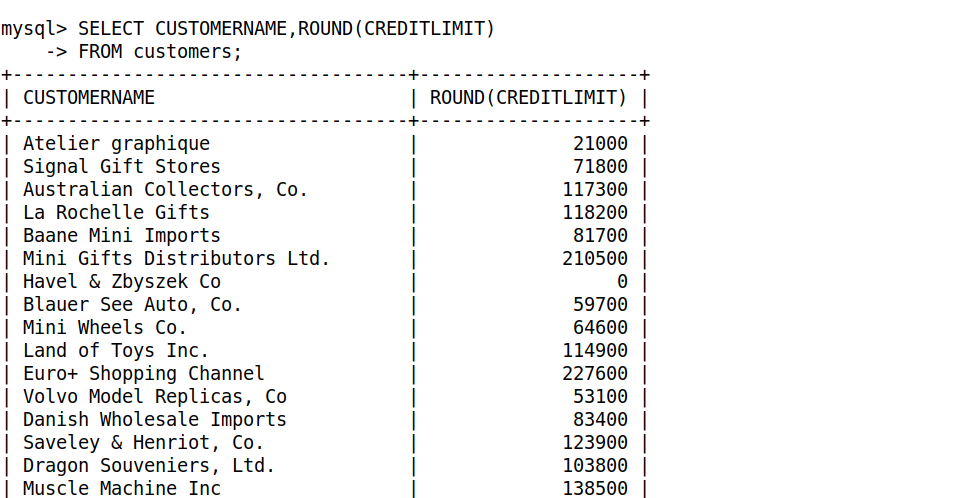 mysql> SELECT CUSTOMERNAME,ROUND(CREDITLIMIT)
    -> FROM customers;
+------------------------------------+--------------------+
| CUSTOMERNAME                       | ROUND(CREDITLIMIT) |
+------------------------------------+--------------------+
| Atelier graphique                  |              21000 |
| Signal Gift Stores                 |              71800 |
| Australian Collectors, Co.         |             117300 |
| La Rochelle Gifts                  |             118200 |
| Baane Mini Imports                 |              81700 |
| Mini Gifts Distributors Ltd.       |             210500 |
| Havel & Zbyszek Co                 |                  0 |
| Blauer See Auto, Co.               |              59700 |
| Mini Wheels Co.                    |              64600 |
| Land of Toys Inc.                  |             114900 |
| Euro+ Shopping Channel             |             227600 |
| Volvo Model Replicas, Co           |              53100 |
| Danish Wholesale Imports           |              83400 |
| Saveley & Henriot, Co.             |             123900 |
| Dragon Souveniers, Ltd.            |             103800 |
| Muscle Machine Inc                 |             138500 |